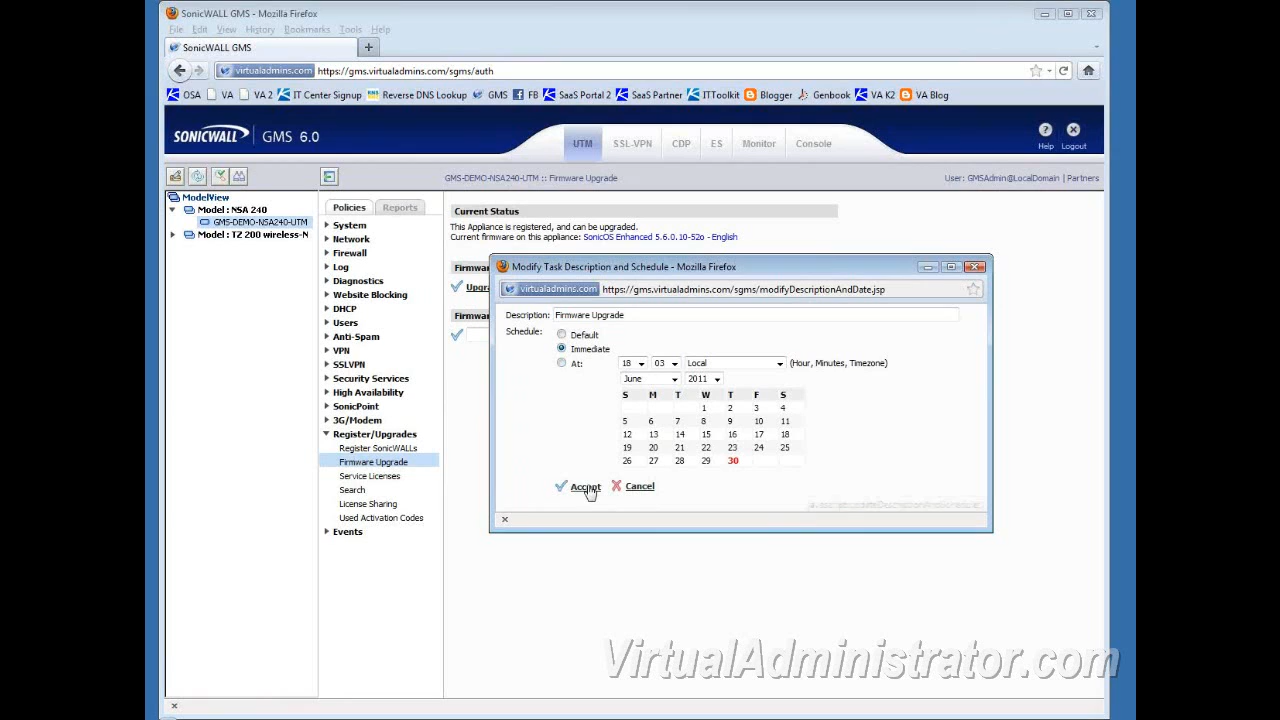 SonicWALL GMS - Mozilla Firefox
File Edit View History Bookmarks Tools Help
SonicWALL GMS
virtualadmins.com https://gms.virtualadmins.com/sgms/auth
OSA VA VA 2 IT Center Signup Reverse DNS Lookup GMS FB SaaS Portal 2 SaaS Partner ITToolkit Blogger Genbook VA K2 VA Blog
SONICWALL GMS 6.0
UTM SSL-VPN CDP ES Monitor Console
Help Logout
GMS-DEMO-NSA240-UTM :: Firmware Upgrade
User: GMSAdmin@LocalDomain | Partners
ModelView
Model : NSA 240
GMS-DEMO-NSA240-UTM
Model : TZ 200 wireless-N
Policies Reports
System
Network
Firewall
Log
Diagnostics
Website Blocking
DHCP
Users
Anti-Spam
VPN
SSLVPN
Security Services
High Availability
SonicPoint
3G/Modem
Register/Upgrades
Register SonicWALLs
Firmware Upgrade
Service Licenses
Search
License Sharing
Used Activation Codes
Events
Current Status
This Appliance is registered, and can be upgraded.
Current firmware on this appliance: SonicOS Enhanced 5.6.0.10-52o - English
Firmw
Upgra
Firmw
Modify Task Description and Schedule - Mozilla Firefox
virtualadmins.com https://gms.virtualadmins.com/sgms/modifyDescriptionAndDate.jsp
Description: Firmware Upgrade
Schedule: Default
Immediate
At: 18 03 Local (Hour, Minutes, Timezone)
June 2011
S M T W T F S
1 2 3 4
5 6 7 8 9 10 11
12 13 14 15 16 17 18
19 20 21 22 23 24 25
26 27 28 29 30
Accept Cancel
VirtualAdministrator.com